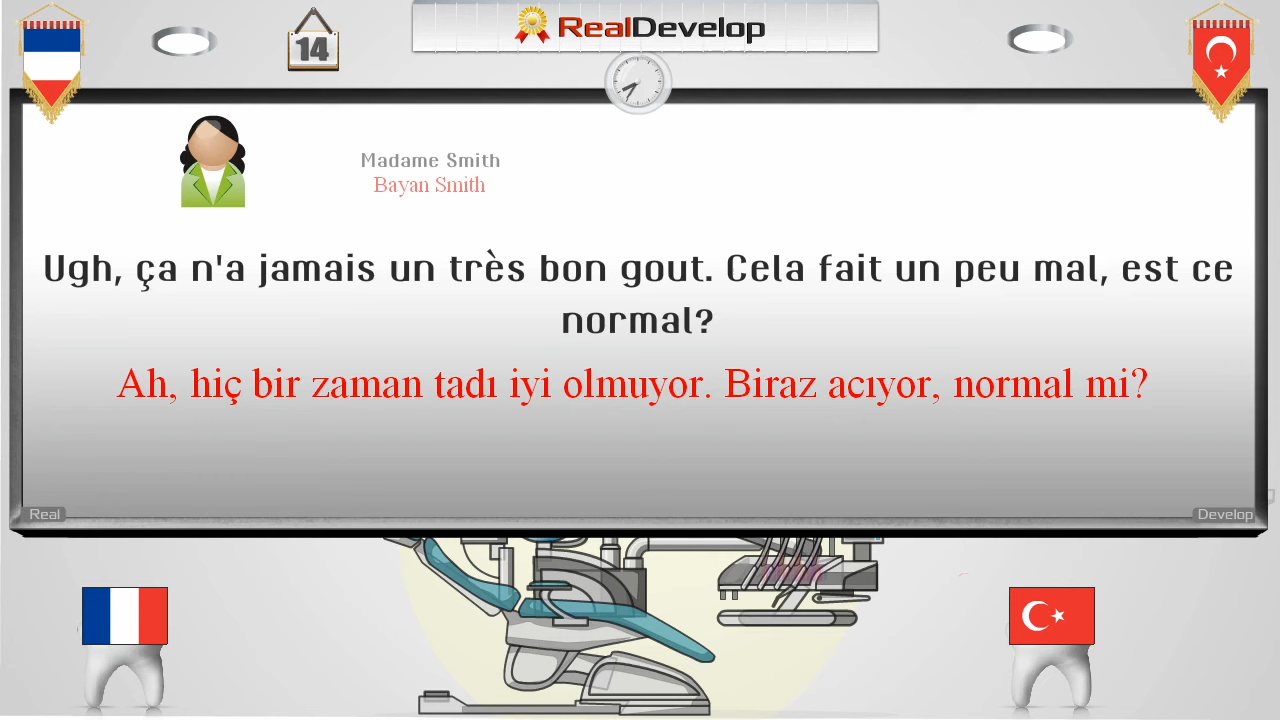 14
RealDevelop
Madame Smith
Bayan Smith
Ugh, ça n'a jamais un très bon gout. Cela fait un peu mal, est ce
normal?
Ah, hiç bir zaman tadı iyi olmuyor. Biraz acıyor, normal mi?
Real
Develop